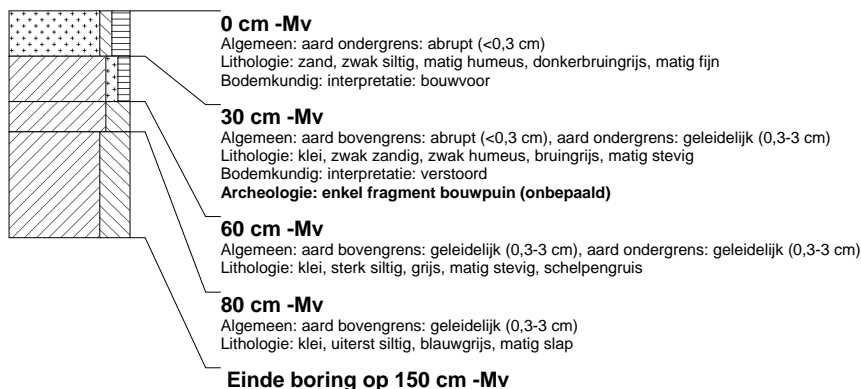 0 cm -Mv
Algemeen: aard ondergrens: abrupt (<0,3 cm)
Lithologie: zand, zwak siltig, matig humeus, donkerbruingrijs, matig fijn
Bodemkundig: interpretatie: bouwvoor
30 cm -Mv
Algemeen: aard bovengrens: abrupt (<0,3 cm), aard ondergrens: geleidelijk (0,3-3 cm)
Lithologie: klei, zwak zandig, zwak humeus, bruingrijs, matig stevig
Bodemkundig: interpretatie: verstoord
Archeologie: enkel fragment bouwpuin (onbepaald)
60 cm -Mv
Algemeen: aard bovengrens: geleidelijk (0,3-3 cm), aard ondergrens: geleidelijk (0,3-3 cm)
Lithologie: klei, sterk siltig, grijs, matig stevig, schelpengruis
80 cm -Mv
Algemeen: aard bovengrens: geleidelijk (0,3-3 cm)
Lithologie: klei, uiterst siltig, blauwgrijs, matig slap
Einde boring op 150 cm -Mv